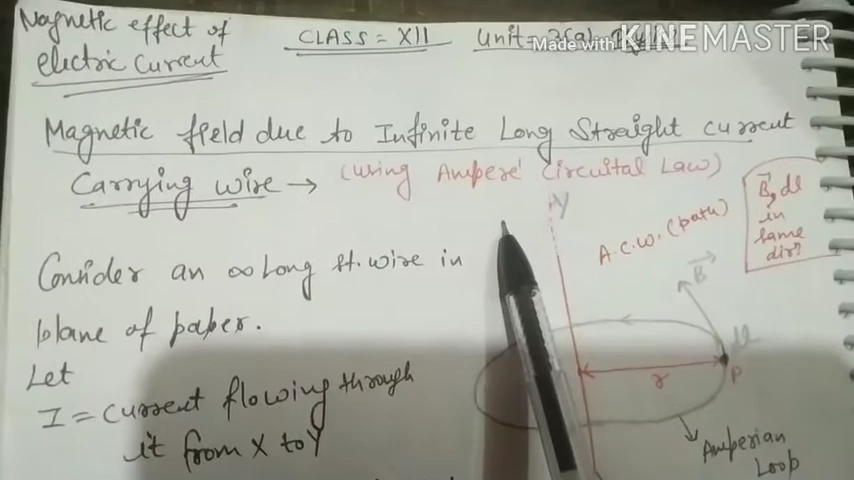 Magnetic effect of
electric current
CLASS = XII
Unit
Made with KINEMASTER
Magnetic field due to Infinite Long Straight current
Carrying wire → (using Ampere' Circuital Law)
Y
A.C.W. (path)
B, dl
in
same
dirn
Consider an ∞ Long st. wire in
plane of paper.
Let
I = current flowing through
it from X to Y
B
dl
r
P
Amperian
Loop